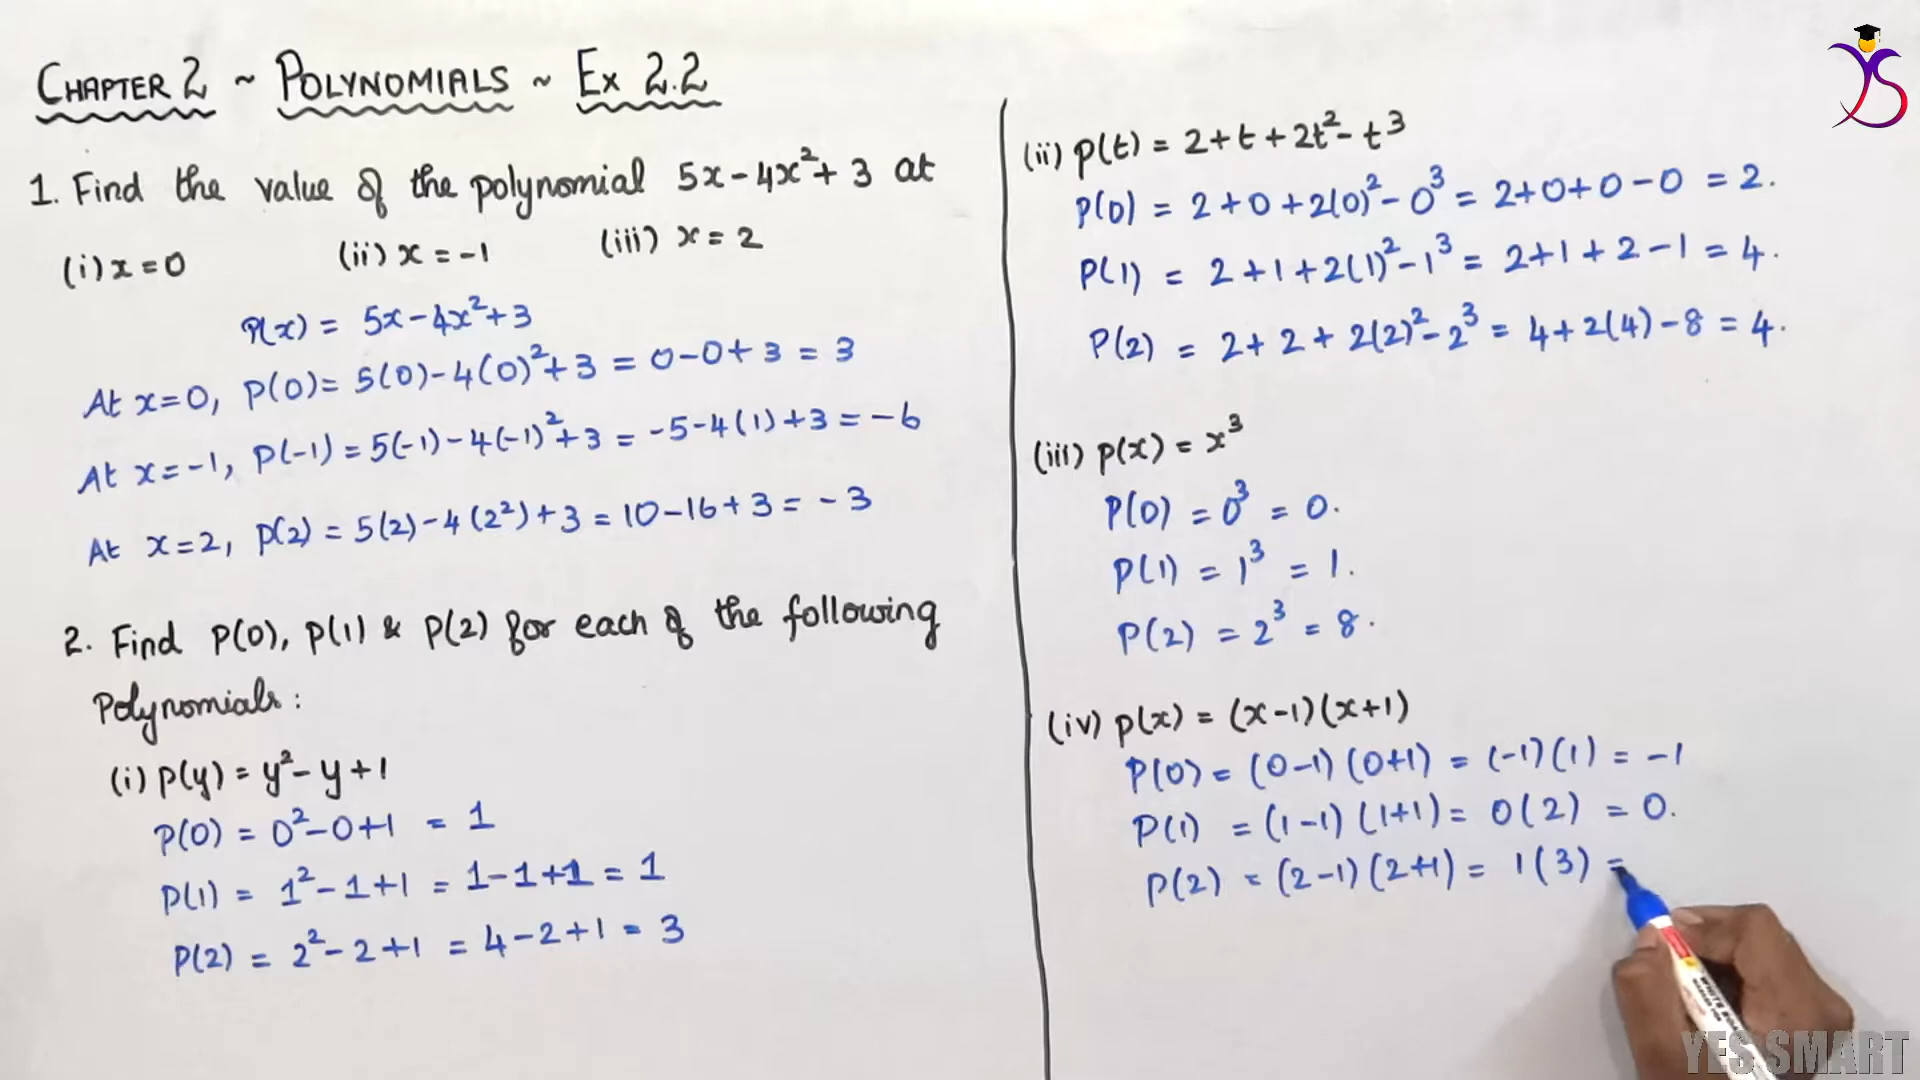 CHAPTER 2 ~ POLYNOMIALS ~ Ex 2.2
1. Find the value of the polynomial 5x-4x²+3 at
(i) x=0 (ii) x = -1 (iii) x = 2
P(x) = 5x-4x²+3
At x=0, P(0)= 5(0)-4(0)²+3 = 0-0+3 = 3
At x=-1, P(-1) = 5(-1)-4(-1)²+3 = -5-4(1)+3 = -6
At x=2, P(2) = 5(2)-4(2²)+3 = 10-16+3 = -3
2. Find P(0), P(1) & P(2) for each of the following
Polynomials:
(i) P(y) = y²-y+1
P(0) = 0²-0+1 = 1
P(1) = 1²-1+1 = 1-1+1 = 1
P(2) = 2²-2+1 = 4-2+1 = 3
(ii) P(t) = 2+t+2t²-t³
P(0) = 2+0+2(0)²-0³ = 2+0+0-0 = 2.
P(1) = 2+1+2(1)²-1³ = 2+1+2-1 = 4.
P(2) = 2+2+2(2)²-2³ = 4+2(4)-8 = 4.
(iii) P(x) = x³
P(0) = 0³ = 0.
P(1) = 1³ = 1.
P(2) = 2³ = 8.
(iv) P(x) = (x-1)(x+1)
P(0) = (0-1)(0+1) = (-1)(1) = -1
P(1) = (1-1)(1+1) = 0(2) = 0.
P(2) = (2-1)(2+1) = 1(3) =
YS
YES SMART